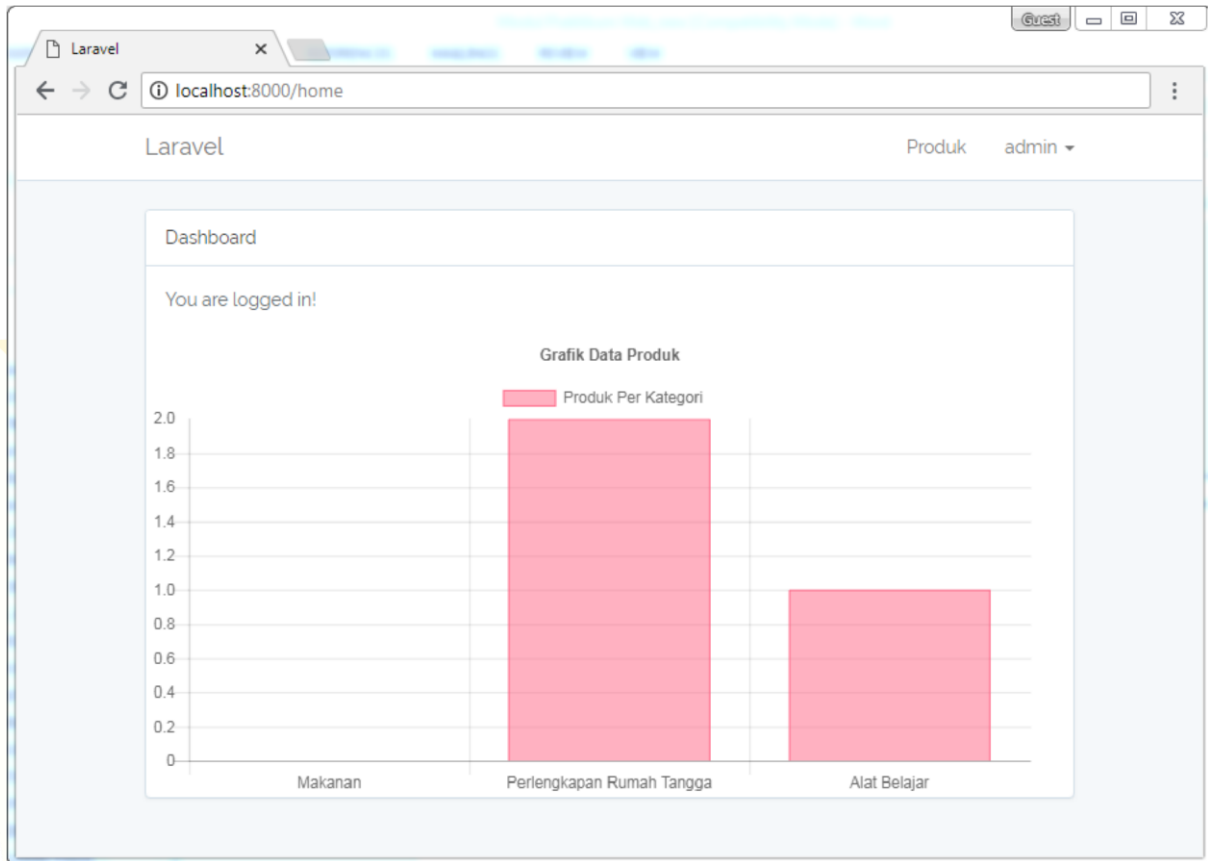 Guest
Laravel
localhost:8000/home
Laravel Produk admin
Dashboard
You are logged in!
Grafik Data Produk
Produk Per Kategori
2.0
1.8
1.6
1.4
1.2
1.0
0.8
0.6
0.4
0.2
0
Makanan Perlengkapan Rumah Tangga Alat Belajar